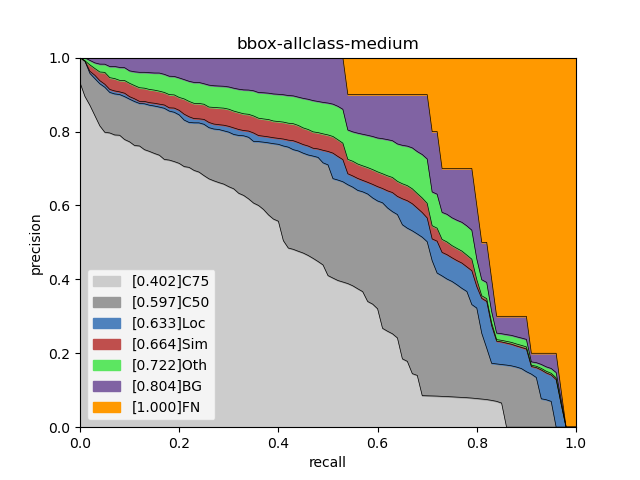 bbox-allclass-medium
precision
1.0
0.8
0.6
0.4
0.2
0.0
[0.402]C75
[0.597]C50
[0.633]Loc
[0.664]Sim
[0.722]Oth
[0.804]BG
[1.000]FN
0.0 0.2 0.4 0.6 0.8 1.0
recall